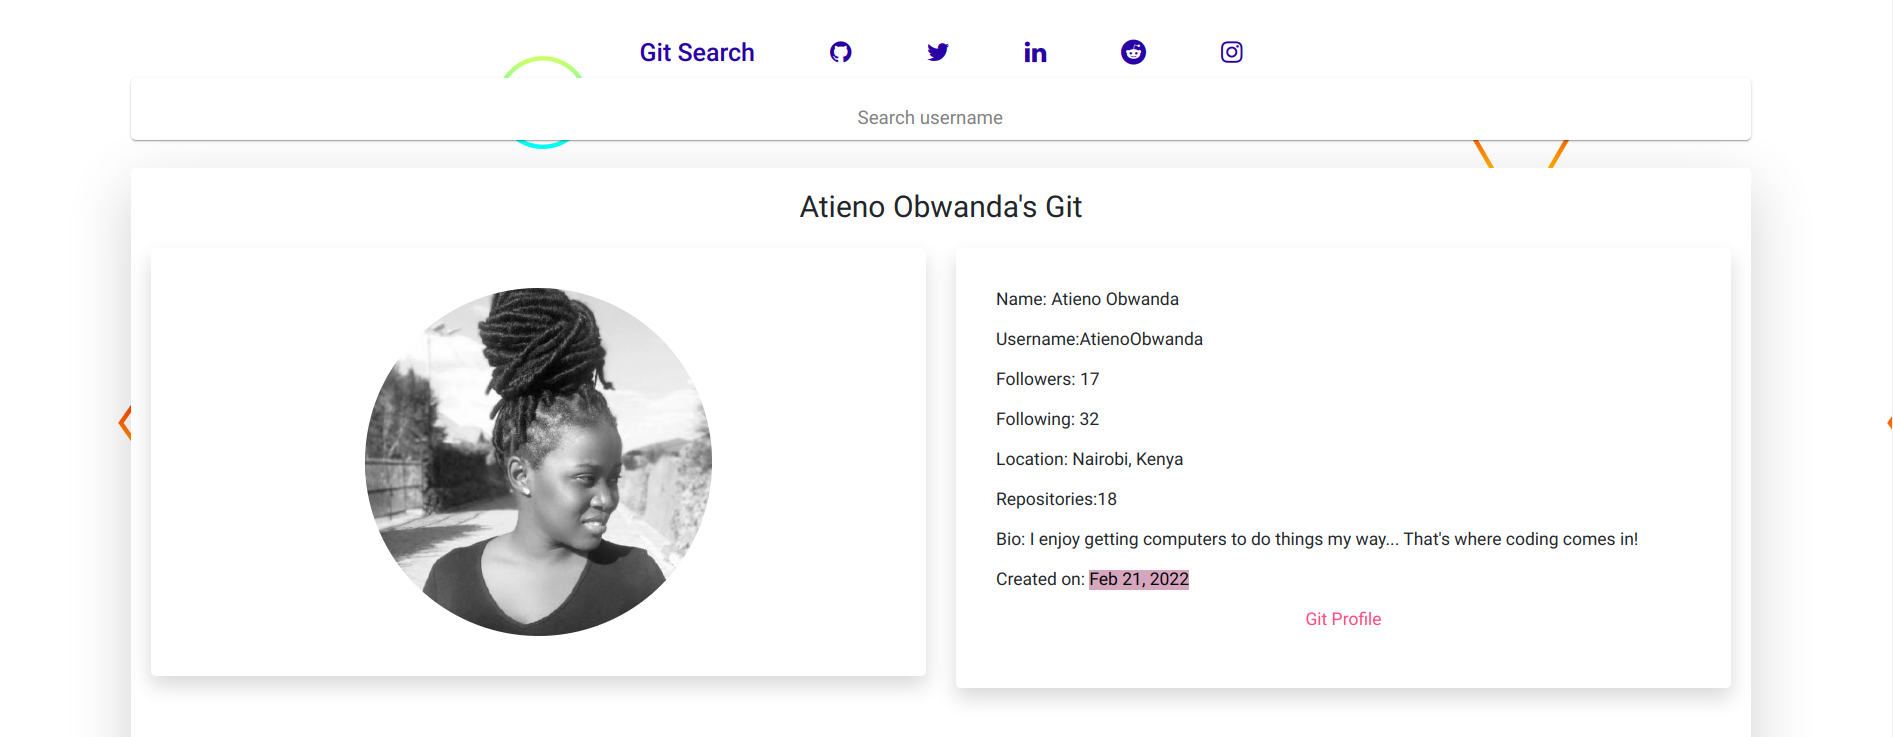 Git Search
Search username
Atieno Obwanda's Git
Name: Atieno Obwanda
Username:AtienoObwanda
Followers: 17
Following: 32
Location: Nairobi, Kenya
Repositories:18
Bio: I enjoy getting computers to do things my way... That's where coding comes in!
Created on: Feb 21, 2022
Git Profile